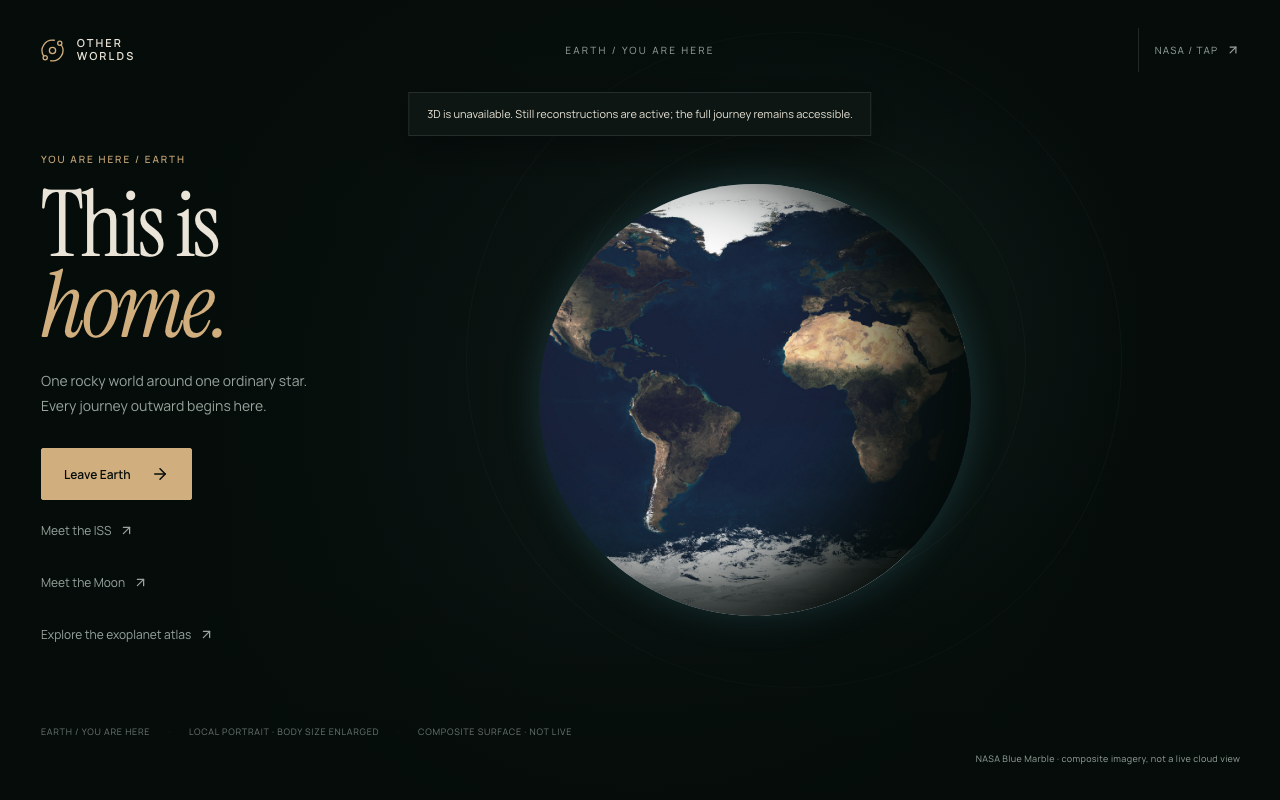 OTHER
WORLDS
EARTH / YOU ARE HERE
NASA / TAP
3D is unavailable. Still reconstructions are active; the full journey remains accessible.
YOU ARE HERE / EARTH
This is
home.
One rocky world around one ordinary star.
Every journey outward begins here.
Leave Earth
Meet the ISS
Meet the Moon
Explore the exoplanet atlas
EARTH / YOU ARE HERE
LOCAL PORTRAIT · BODY SIZE ENLARGED
COMPOSITE SURFACE · NOT LIVE
NASA Blue Marble · composite imagery, not a live cloud view